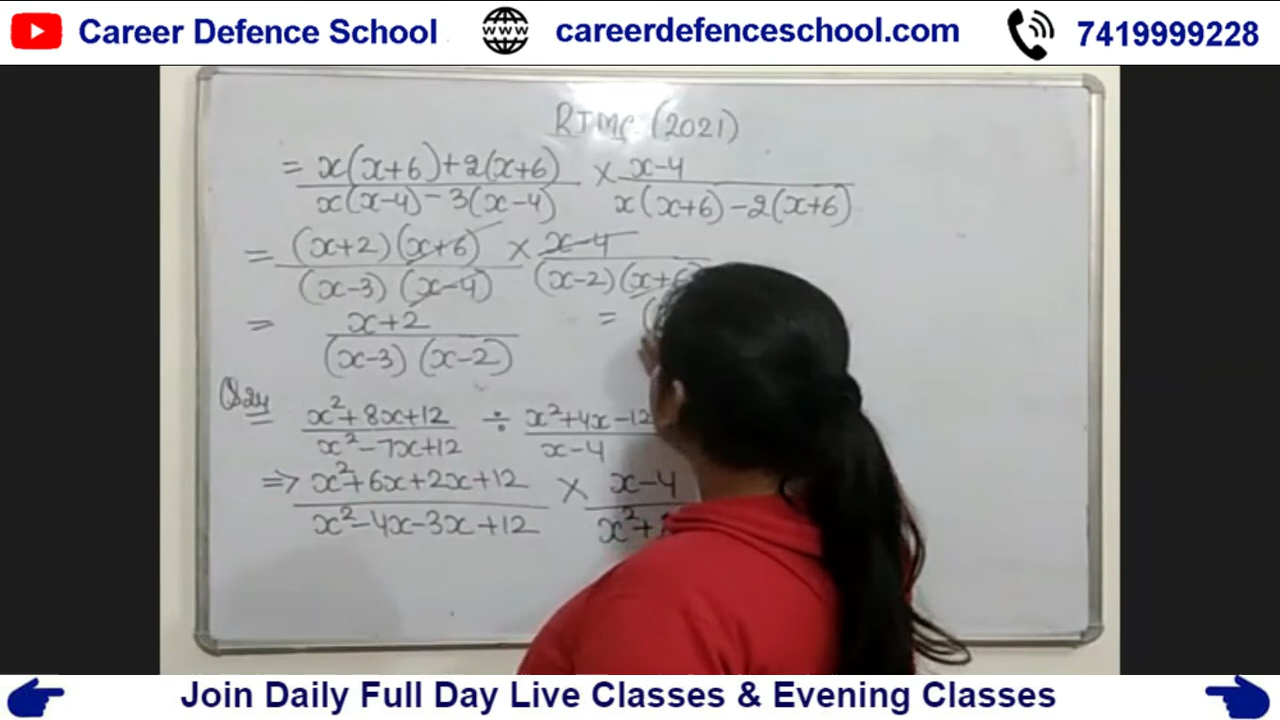 Career Defence School
www
careerdefenceschool.com
7419999228
RIMC (2021)
= x(x+6)+2(x+6) / x(x-4)-3(x-4) × x-4 / x(x+6)-2(x+6)
= (x+2)(x+6) / (x-3)(x-4) × x-4 / (x-2)(x+6
= x+2 / (x-3)(x-2) = (
Q24 x²+8x+12 / x²-7x+12 ÷ x²+4x-12 / x-4
⇒ x²+6x+2x+12 / x²-4x-3x+12 × x-4 / x²+
Join Daily Full Day Live Classes & Evening Classes